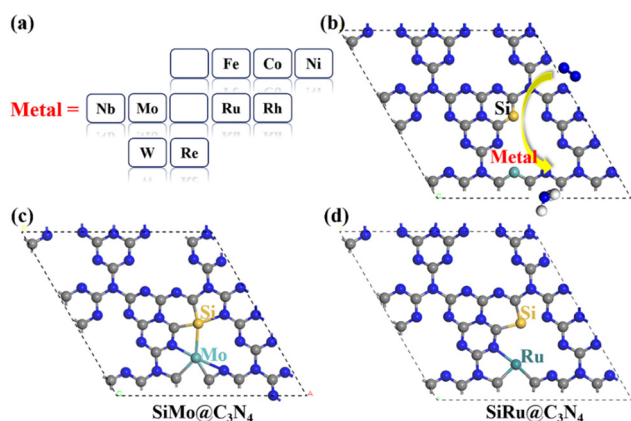 (a)
Fe Co Ni
Metal = Nb Mo Ru Rh
W Re
(b)
Si
Metal
(c)
Si
Mo
SiMo@C₃N₄
(d)
Si
Ru
SiRu@C₃N₄